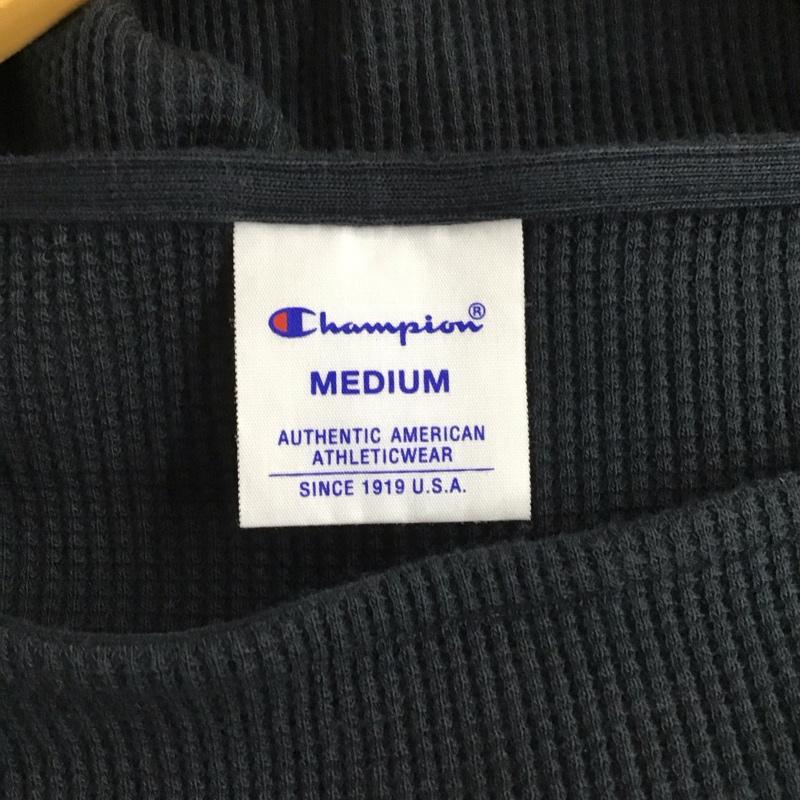 Champion®
MEDIUM
AUTHENTIC AMERICAN
ATHLETICWEAR
SINCE 1919 U.S.A.